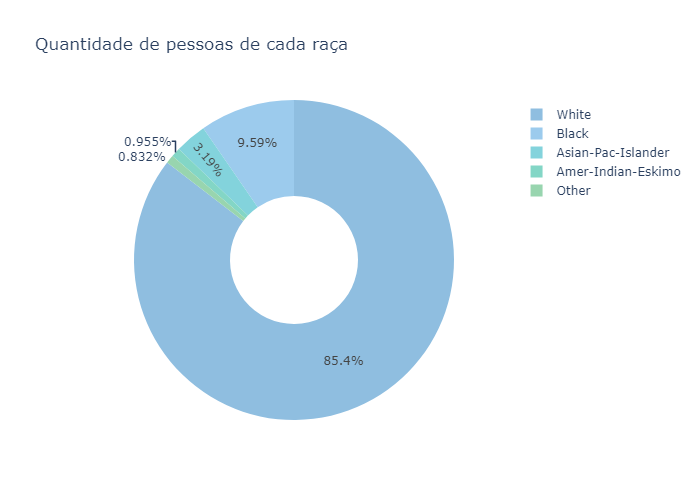 Quantidade de pessoas de cada raça
White
Black
Asian-Pac-Islander
Amer-Indian-Eskimo
Other
0.955%
0.832%
3.19%
9.59%
85.4%